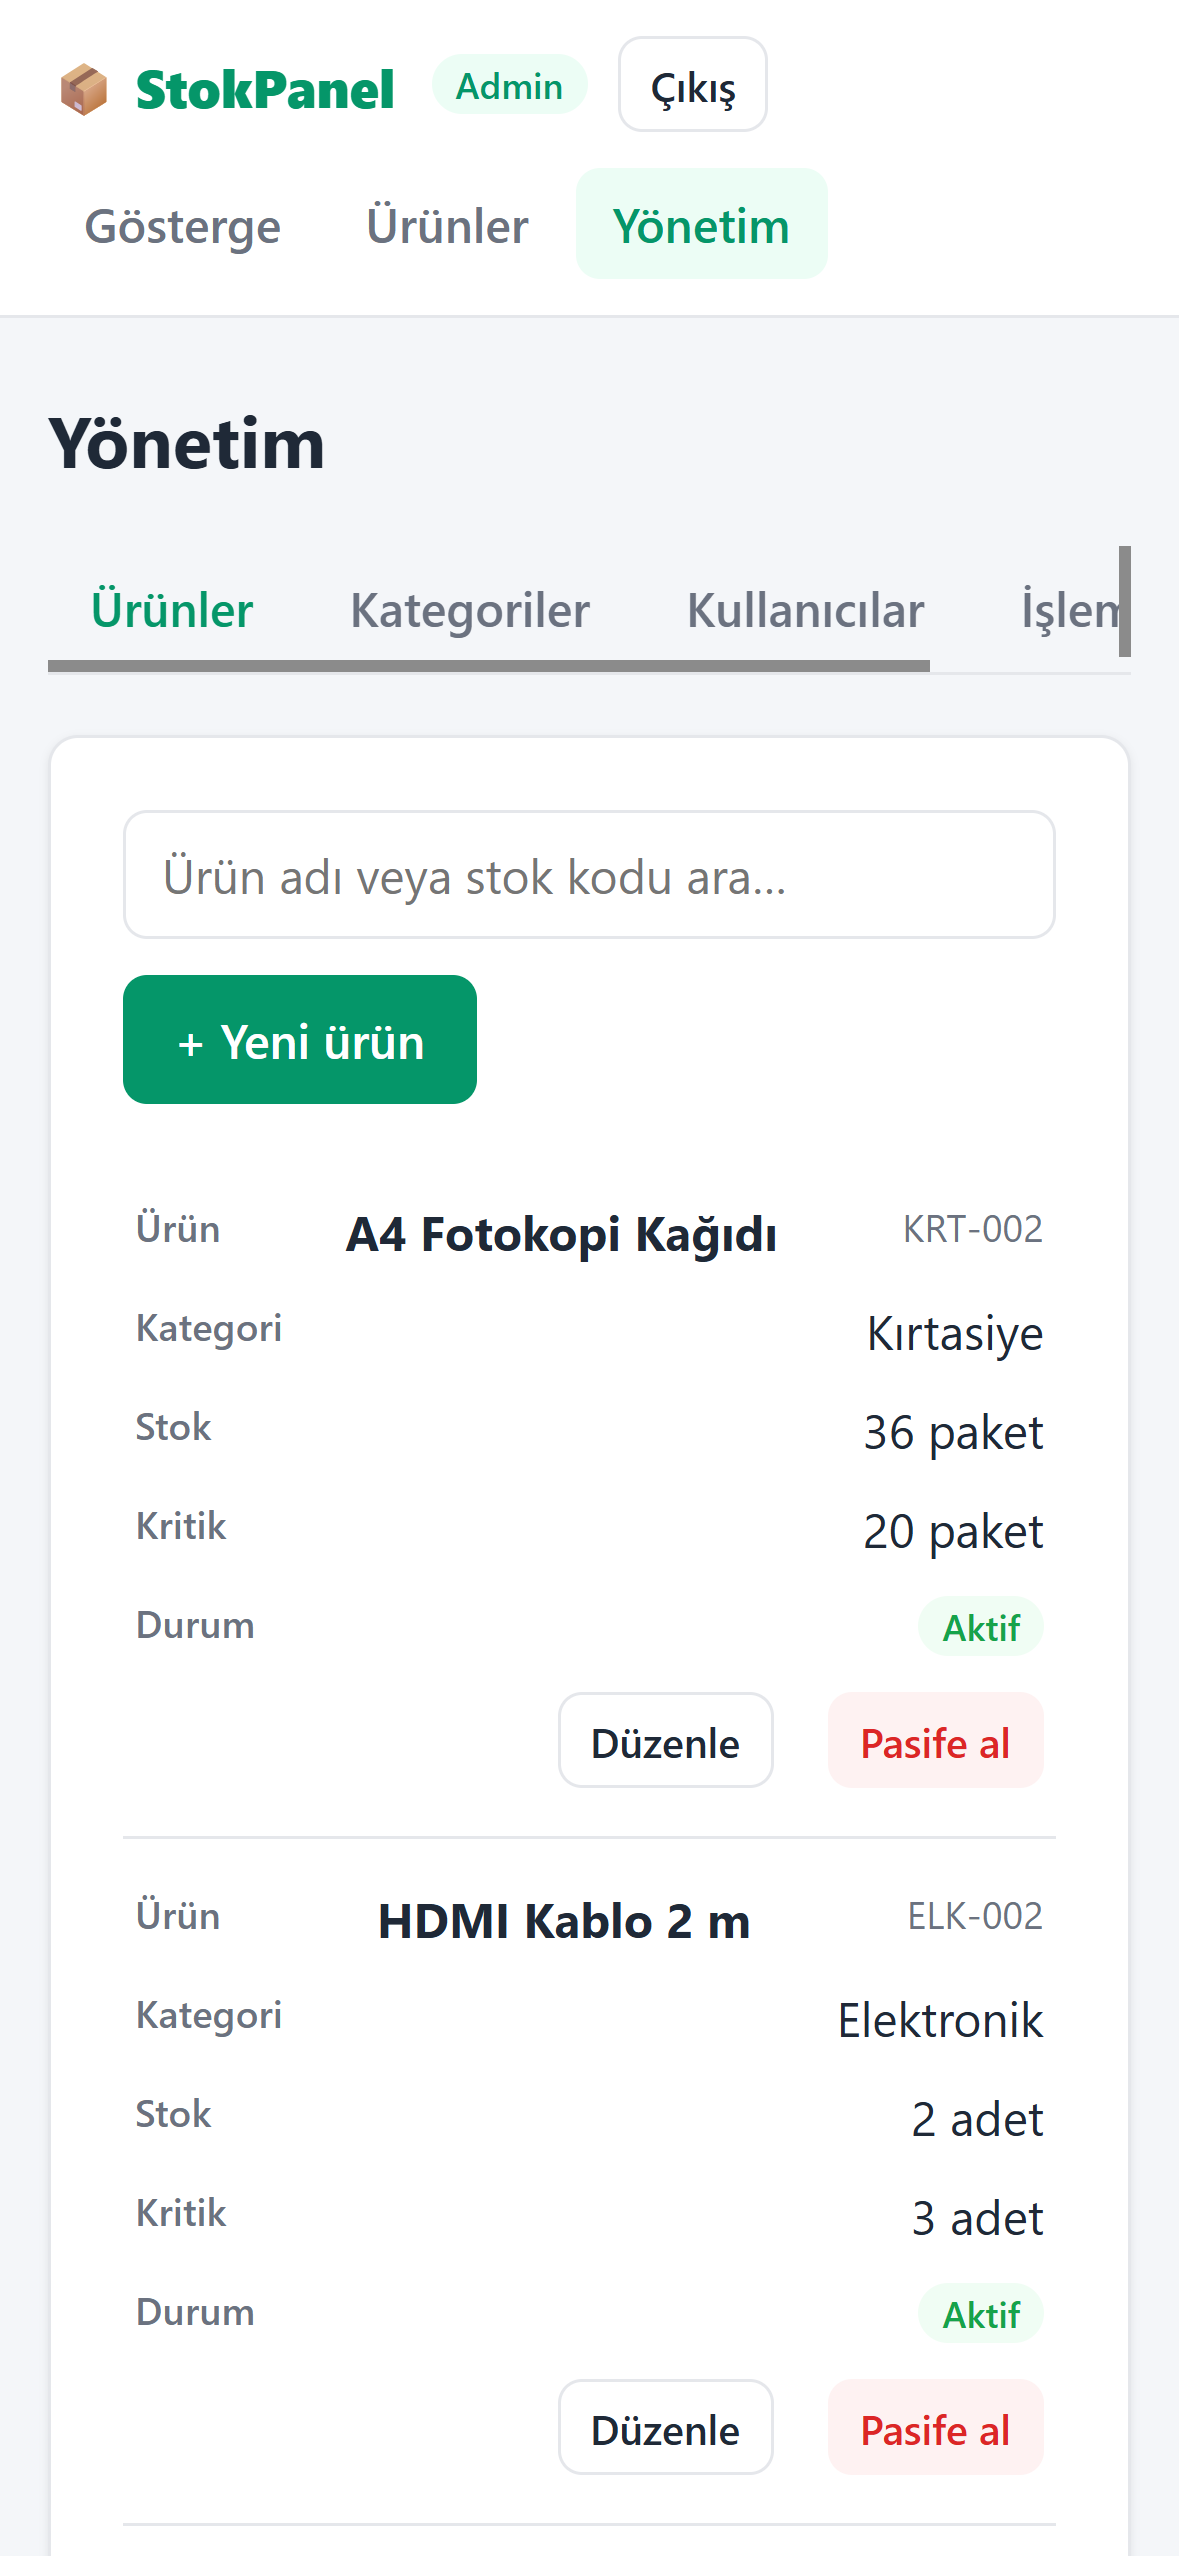 StokPanel Admin Çıkış
Gösterge Ürünler Yönetim
Yönetim
Ürünler Kategoriler Kullanıcılar İşlem
Ürün adı veya stok kodu ara...
+ Yeni ürün
Ürün A4 Fotokopi Kağıdı KRT-002
Kategori Kırtasiye
Stok 36 paket
Kritik 20 paket
Durum Aktif
Düzenle Pasife al
Ürün HDMI Kablo 2 m ELK-002
Kategori Elektronik
Stok 2 adet
Kritik 3 adet
Durum Aktif
Düzenle Pasife al